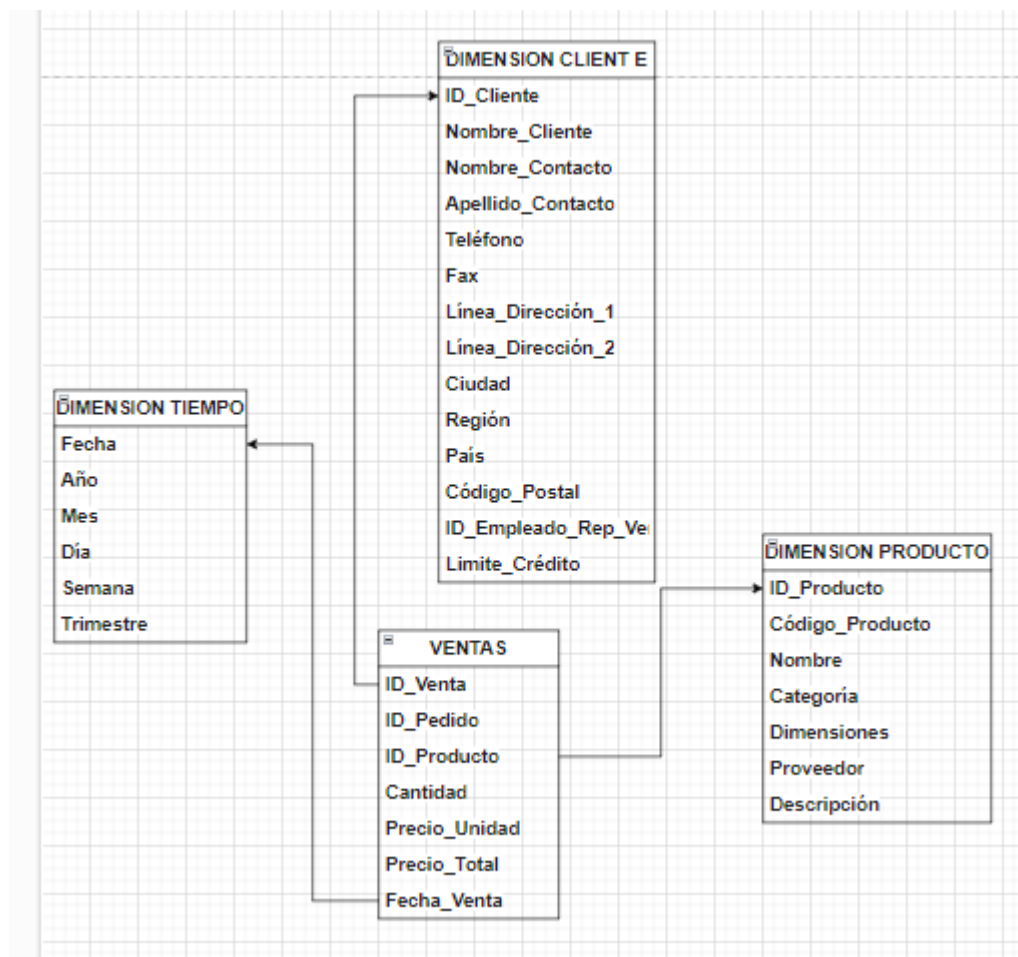 DIMENSION CLIENT E
ID_Cliente
Nombre_Cliente
Nombre_Contacto
Apellido_Contacto
Teléfono
Fax
Línea_Dirección_1
Línea_Dirección_2
Ciudad
Región
País
Código_Postal
ID_Empleado_Rep_Ve
Limite_Crédito
DIMENSION TIEMPO
Fecha
Año
Mes
Día
Semana
Trimestre
VENTAS
ID_Venta
ID_Pedido
ID_Producto
Cantidad
Precio_Unidad
Precio_Total
Fecha_Venta
DIMENSION PRODUCTO
ID_Producto
Código_Producto
Nombre
Categoría
Dimensiones
Proveedor
Descripción